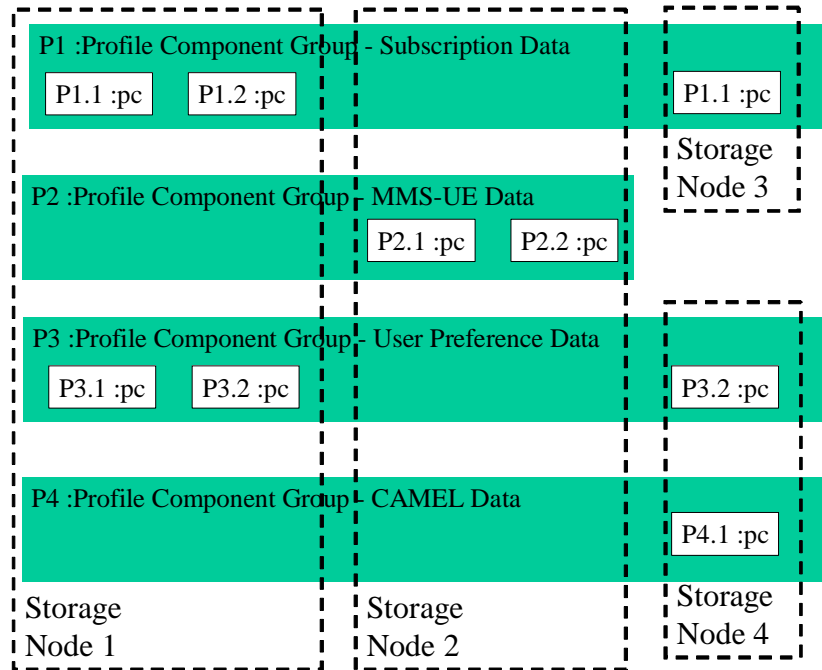 P1 :Profile Component Group - Subscription Data
P1.1 :pc
P1.2 :pc
P1.1 :pc
Storage
Node 3
P2 :Profile Component Group - MMS-UE Data
P2.1 :pc
P2.2 :pc
P3 :Profile Component Group - User Preference Data
P3.1 :pc
P3.2 :pc
P3.2 :pc
P4 :Profile Component Group - CAMEL Data
P4.1 :pc
Storage
Node 1
Storage
Node 2
Storage
Node 4